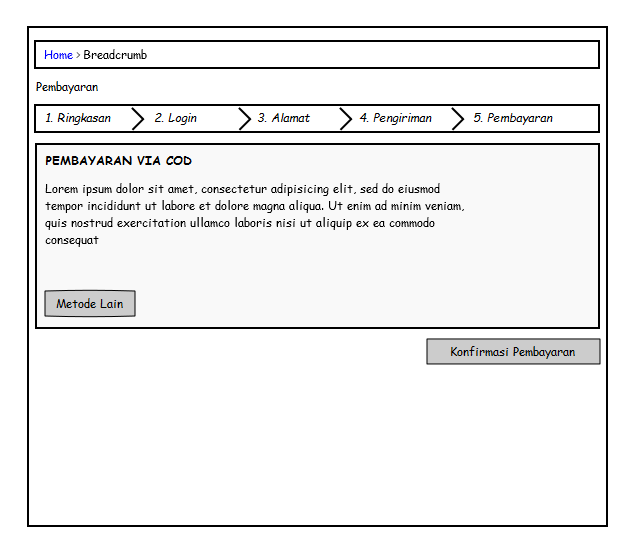 Home > Breadcrumb
Pembayaran
1. Ringkasan 2. Login 3. Alamat 4. Pengiriman 5. Pembayaran
PEMBAYARAN VIA COD
Lorem ipsum dolor sit amet, consectetur adipisicing elit, sed do eiusmod
tempor incididunt ut labore et dolore magna aliqua. Ut enim ad minim veniam,
quis nostrud exercitation ullamco laboris nisi ut aliquip ex ea commodo
consequat
Metode Lain
Konfirmasi Pembayaran